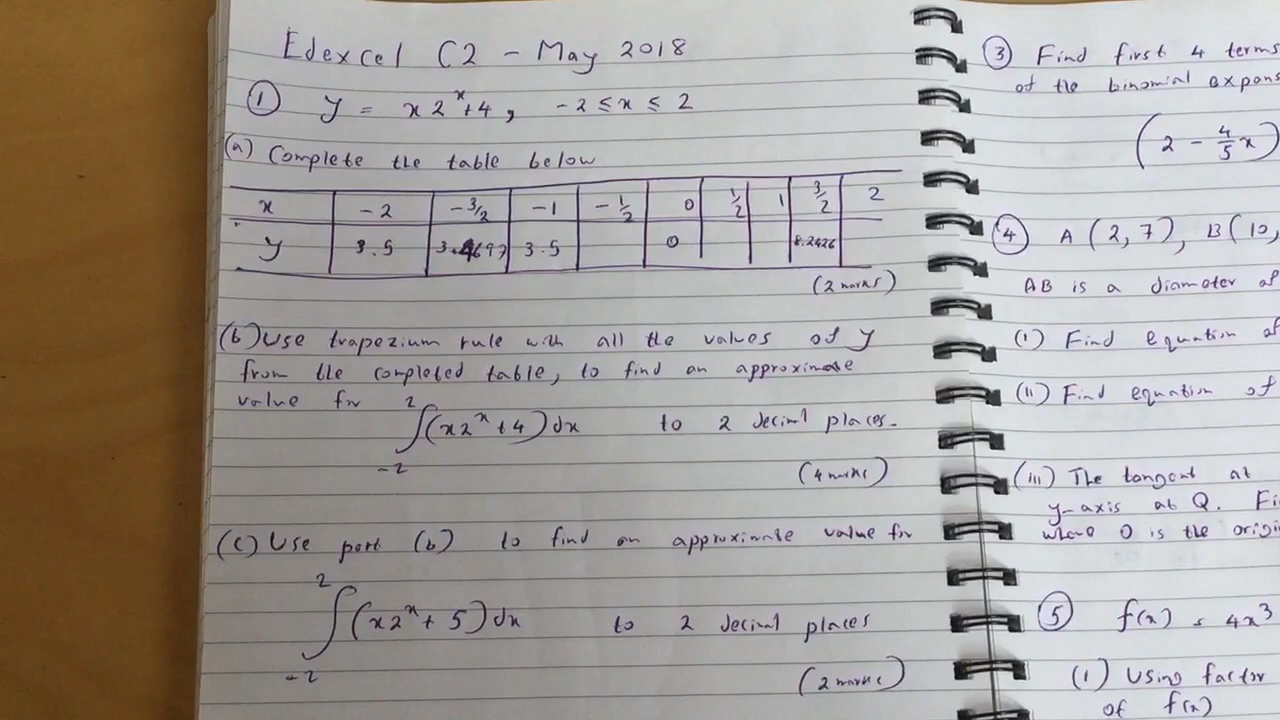 Edexcel C2 - May 2018
① y = x2^x+4, -2 ≤ x ≤ 2
(a) Complete the table below
x -2 -3/2 -1 -1/2 0 1/2 1 3/2 2
y 3.5 3.4697 3.5 0 8.2426
(2 marks)
(b) Use trapezium rule with all the values of y
from the completed table, to find an approximate
value for
∫_{-2}^{2} (x2^x + 4) dx to 2 decimal places.
(4 marks)
(c) Use part (b) to find an approximate value for
∫_{-2}^{2} (x2^x + 5) dx to 2 decimal places
(2 marks)
③ Find first 4 terms
of the binomial expans
(2 - 4/5 x)
④ A (2,7), B(10,
AB is a diameter of
(i) Find equation of
(ii) Find equation of
(iii) The tangent at
y-axis at Q. Fi
where O is the origi
⑤ f(x) = 4x³
(i) Using factor
of f(x)